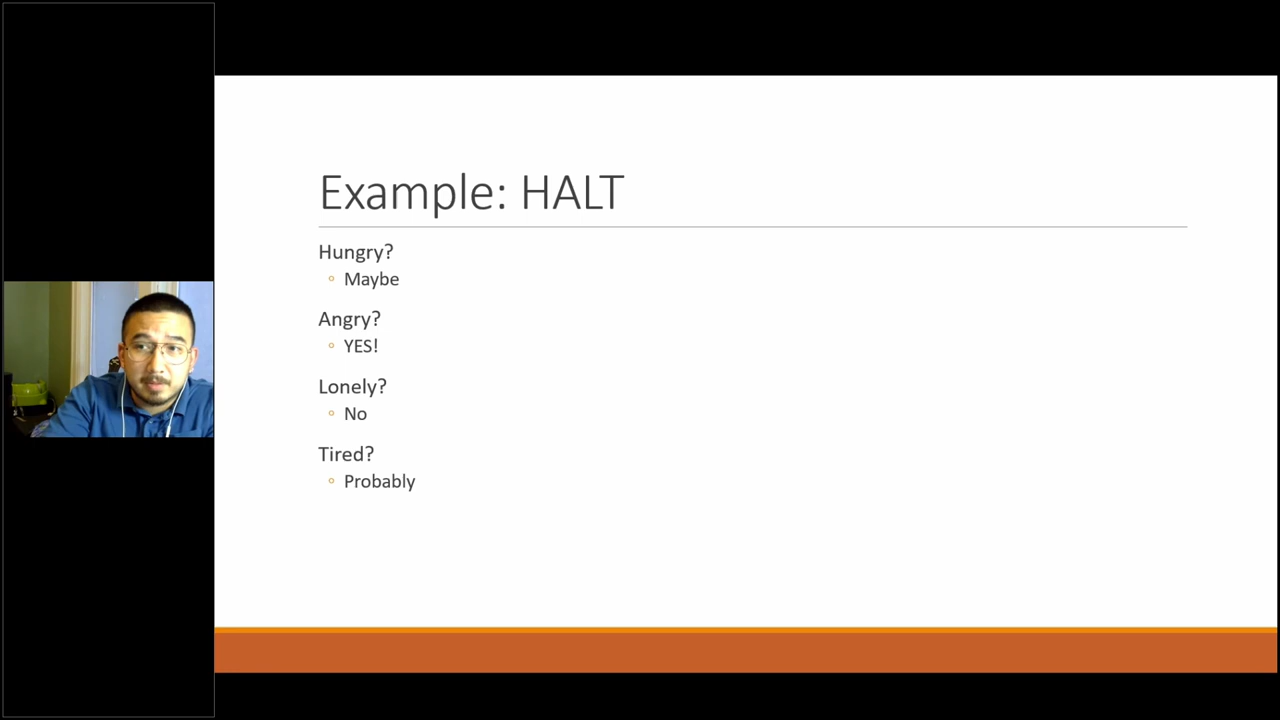 Example: HALT
Hungry?
Maybe
Angry?
YES!
Lonely?
No
Tired?
Probably